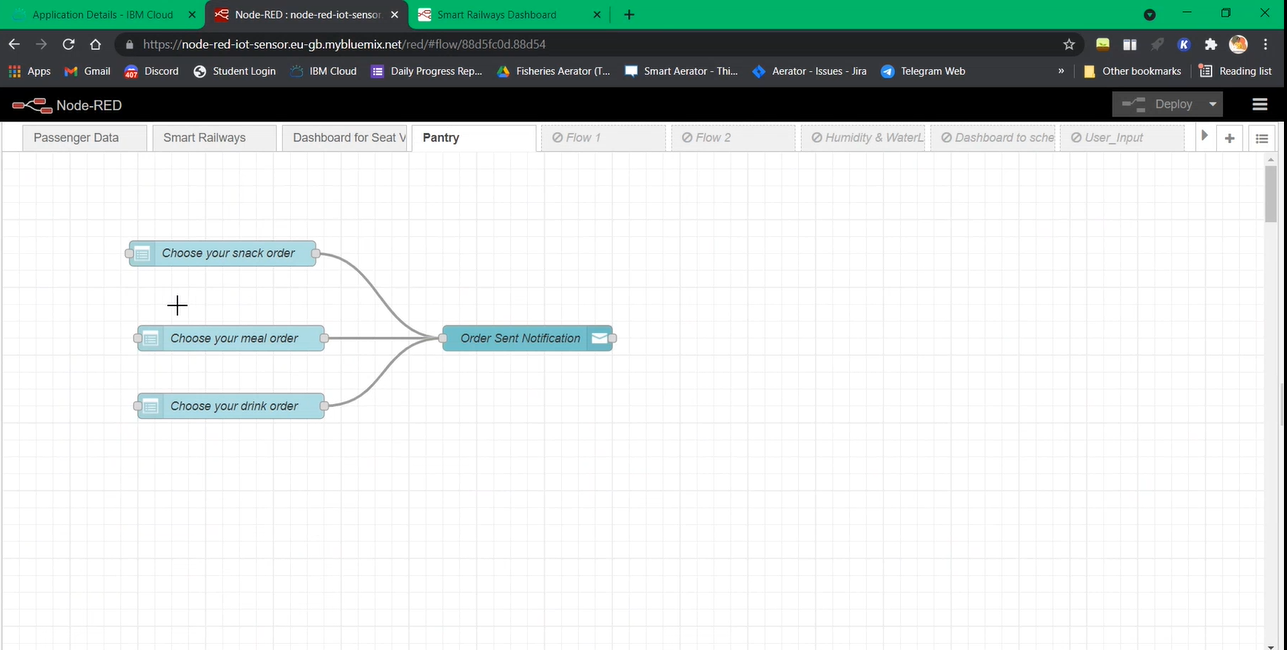 Application Details - IBM Cloud
Node-RED : node-red-iot-sensor
Smart Railways Dashboard
https://node-red-iot-sensor.eu-gb.mybluemix.net/red/#flow/88d5fc0d.88d54
K
Apps Gmail 407 Discord Student Login IBM Cloud Daily Progress Rep... Fisheries Aerator (T... Smart Aerator - Thi... Aerator - Issues - Jira Telegram Web » Other bookmarks Reading list
Node-RED
Deploy
Passenger Data Smart Railways Dashboard for Seat V Pantry Flow 1 Flow 2 Humidity & WaterL Dashboard to sche User_Input
Choose your snack order
Choose your meal order
Order Sent Notification
Choose your drink order